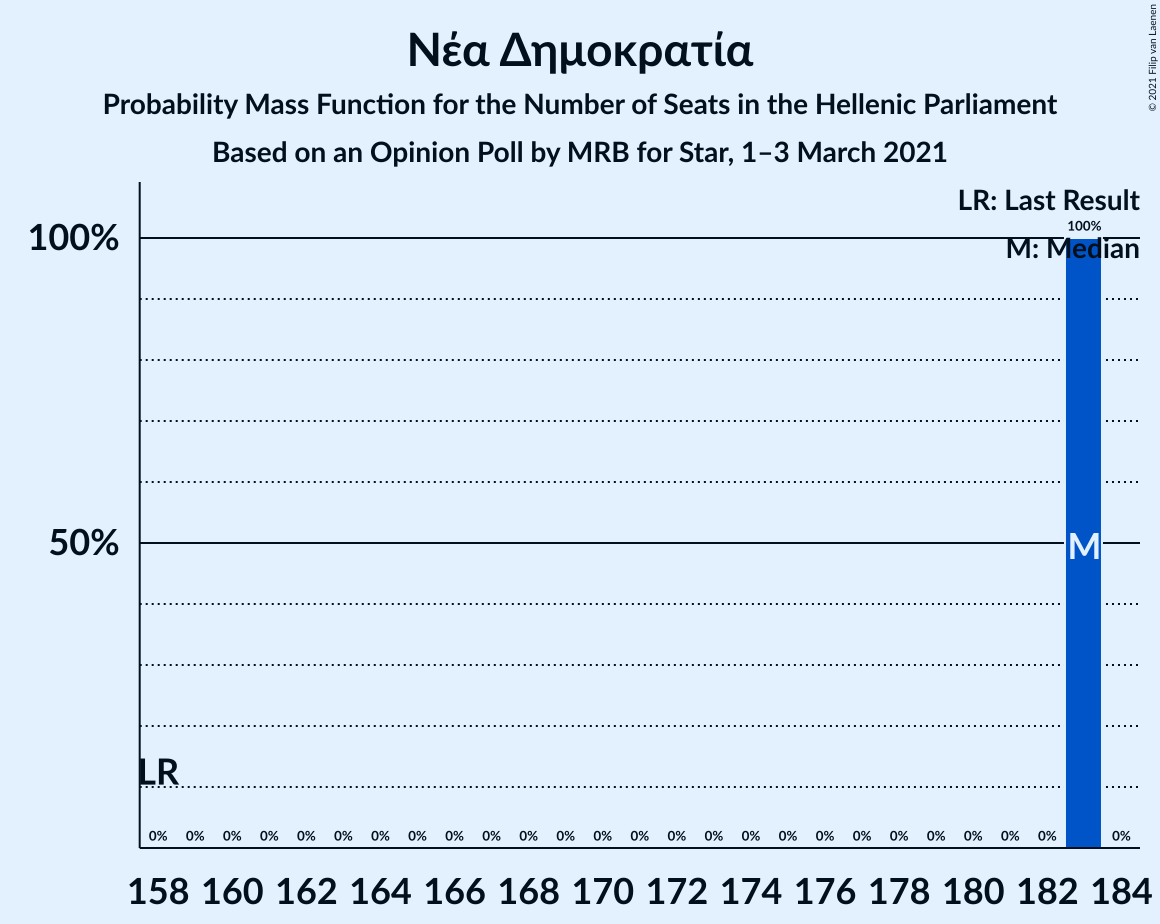 Νέα Δημοκρατία
Probability Mass Function for the Number of Seats in the Hellenic Parliament
Based on an Opinion Poll by MRB for Star, 1–3 March 2021
© 2021 Filip van Laenen
LR: Last Result
100%
100%
M: Median
50%
M
LR
0% 0% 0% 0% 0% 0% 0% 0% 0% 0% 0% 0% 0% 0% 0% 0% 0% 0% 0% 0% 0% 0% 0% 0% 0% 0%
158 160 162 164 166 168 170 172 174 176 178 180 182 184